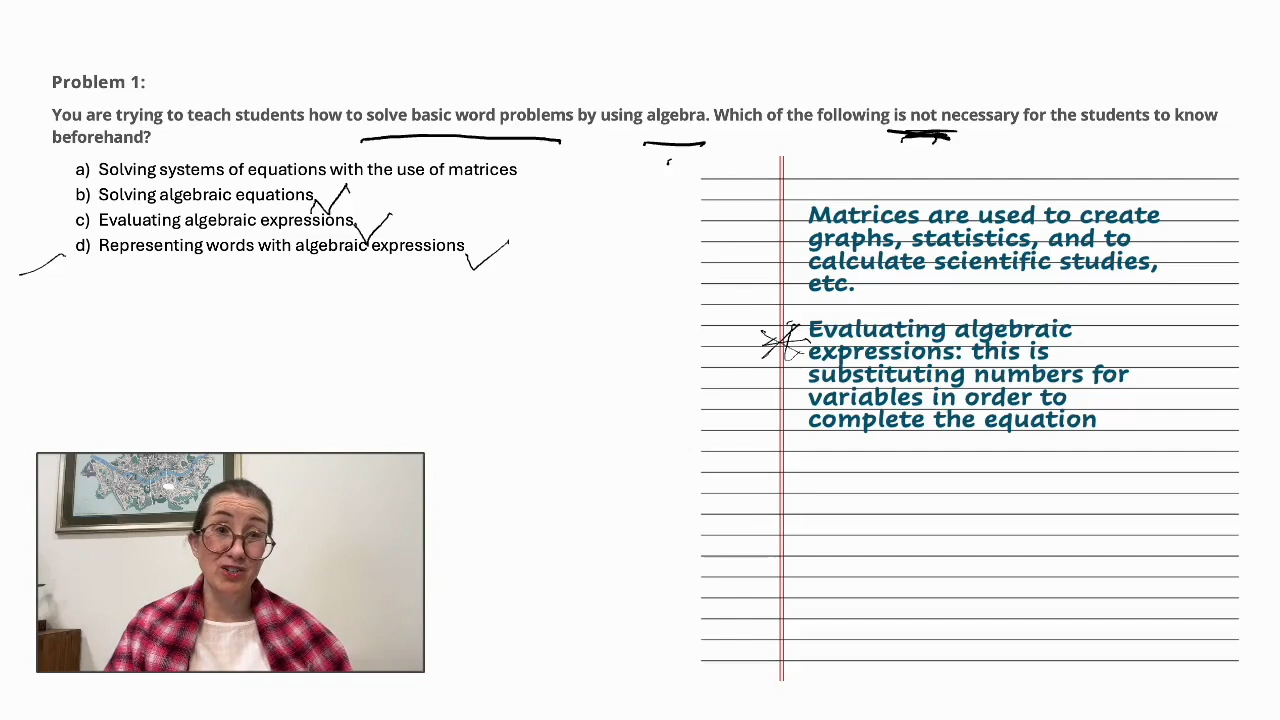 Problem 1:
You are trying to teach students how to solve basic word problems by using algebra. Which of the following is not necessary for the students to know
beforehand?
a) Solving systems of equations with the use of matrices
b) Solving algebraic equations
c) Evaluating algebraic expressions
d) Representing words with algebraic expressions
Matrices are used to create
graphs, statistics, and to
calculate scientific studies,
etc.
Evaluating algebraic
expressions: this is
substituting numbers for
variables in order to
complete the equation